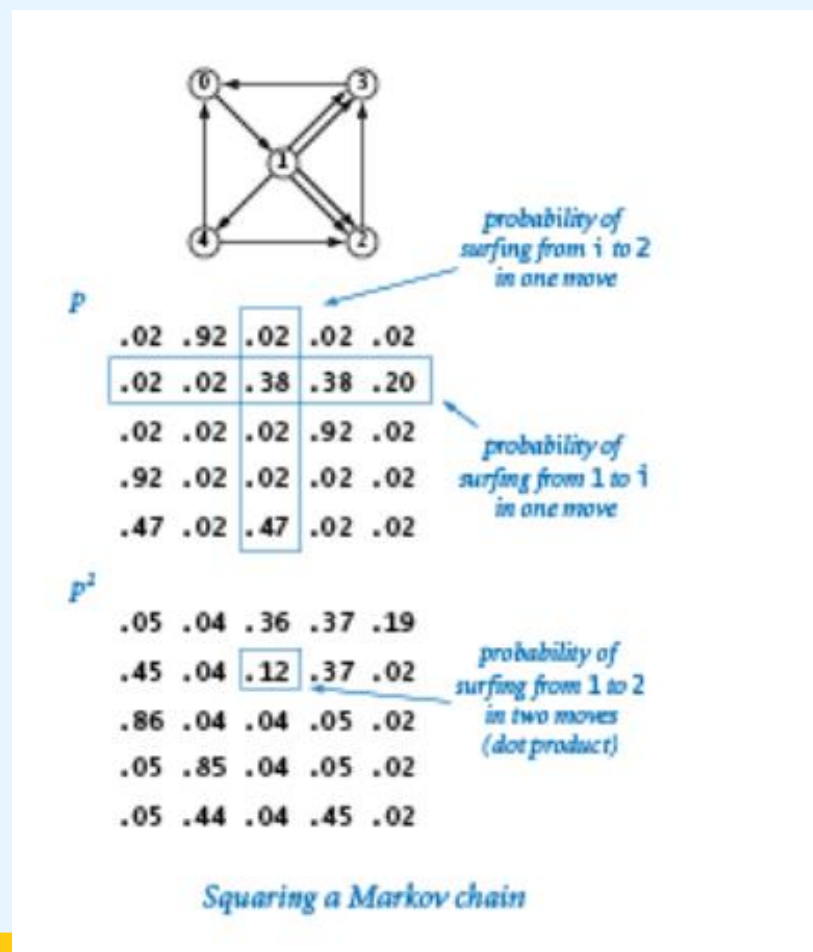 0 3
1
4 2
probability of
surfing from i to 2
in one move
p
.02 .92 .02 .02 .02
.02 .02 .38 .38 .20
.02 .02 .02 .92 .02
.92 .02 .02 .02 .02
.47 .02 .47 .02 .02
probability of
surfing from 1 to i
in one move
p²
.05 .04 .36 .37 .19
.45 .04 .12 .37 .02
.86 .04 .04 .05 .02
.05 .85 .04 .05 .02
.05 .44 .04 .45 .02
probability of
surfing from 1 to 2
in two moves
(dot product)
Squaring a Markov chain